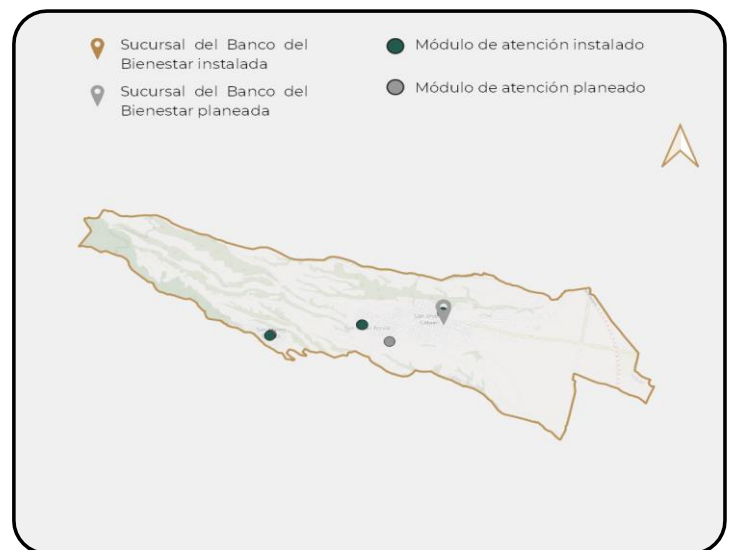 Sucursal del Banco del
Bienestar instalada
Sucursal del Banco del
Bienestar planeada
Módulo de atención instalado
Módulo de atención planeado